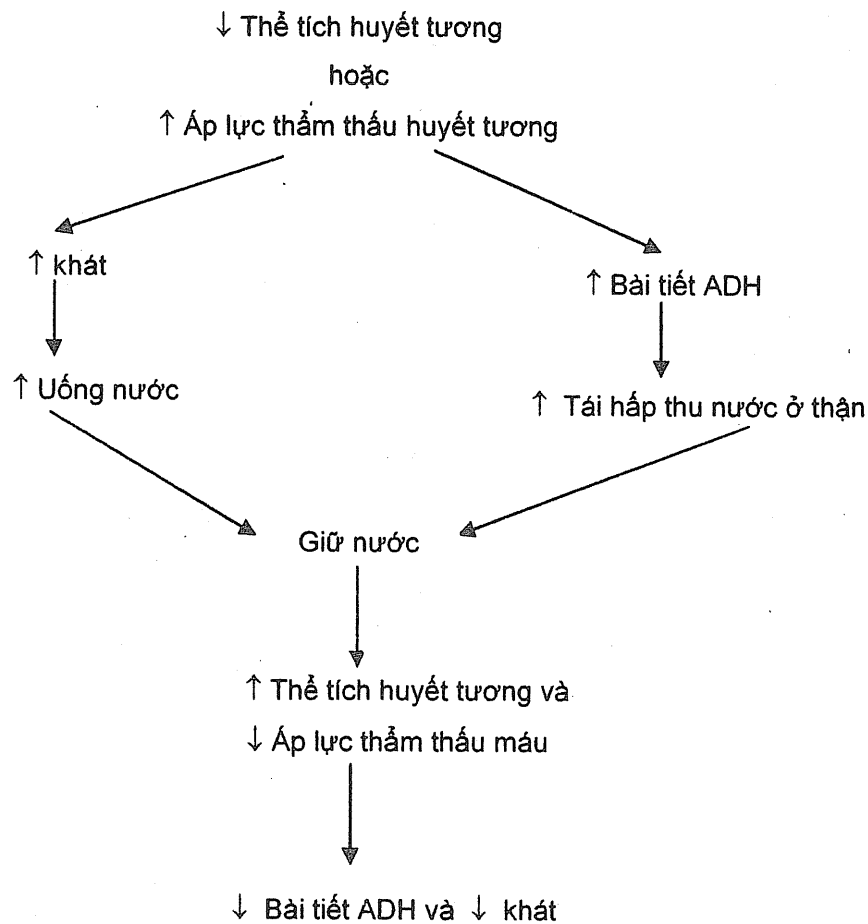 ↓ Thể tích huyết tương
hoặc
↑ Áp lực thẩm thấu huyết tương
↑ khát
↑ Bài tiết ADH
↑ Uống nước
↑ Tái hấp thu nước ở thận
Giữ nước
↑ Thể tích huyết tương và
↓ Áp lực thẩm thấu máu
↓ Bài tiết ADH và ↓ khát